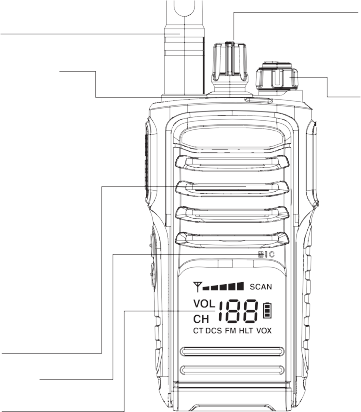 MIC
SCAN
VOL
CH
188
CT DCS FM HLT VOX